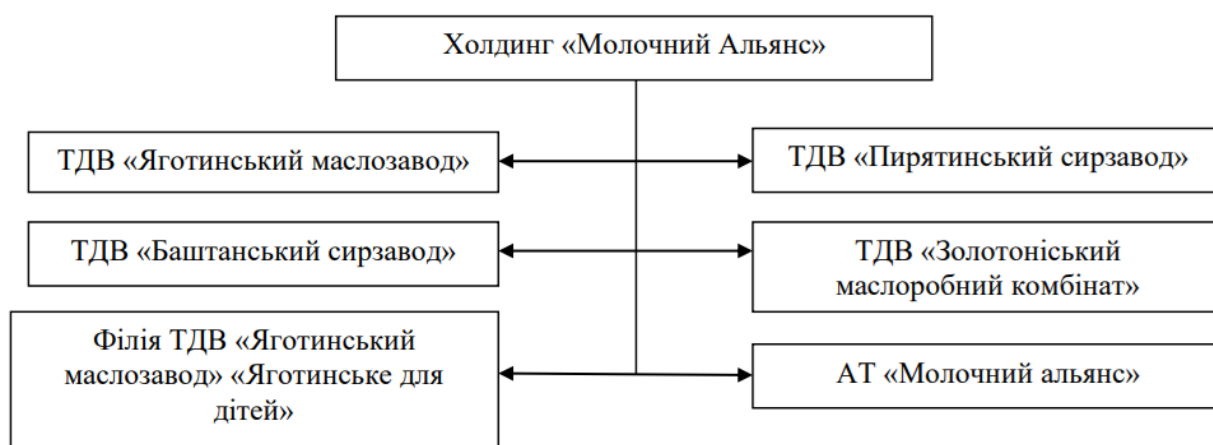 Холдинг «Молочний Альянс»
ТДВ «Яготинський маслозавод»
ТДВ «Пирятинський сирзавод»
ТДВ «Баштанський сирзавод»
ТДВ «Золотоніський
маслоробний комбінат»
Філія ТДВ «Яготинський
маслозавод» «Яготинське для
дітей»
АТ «Молочний альянс»